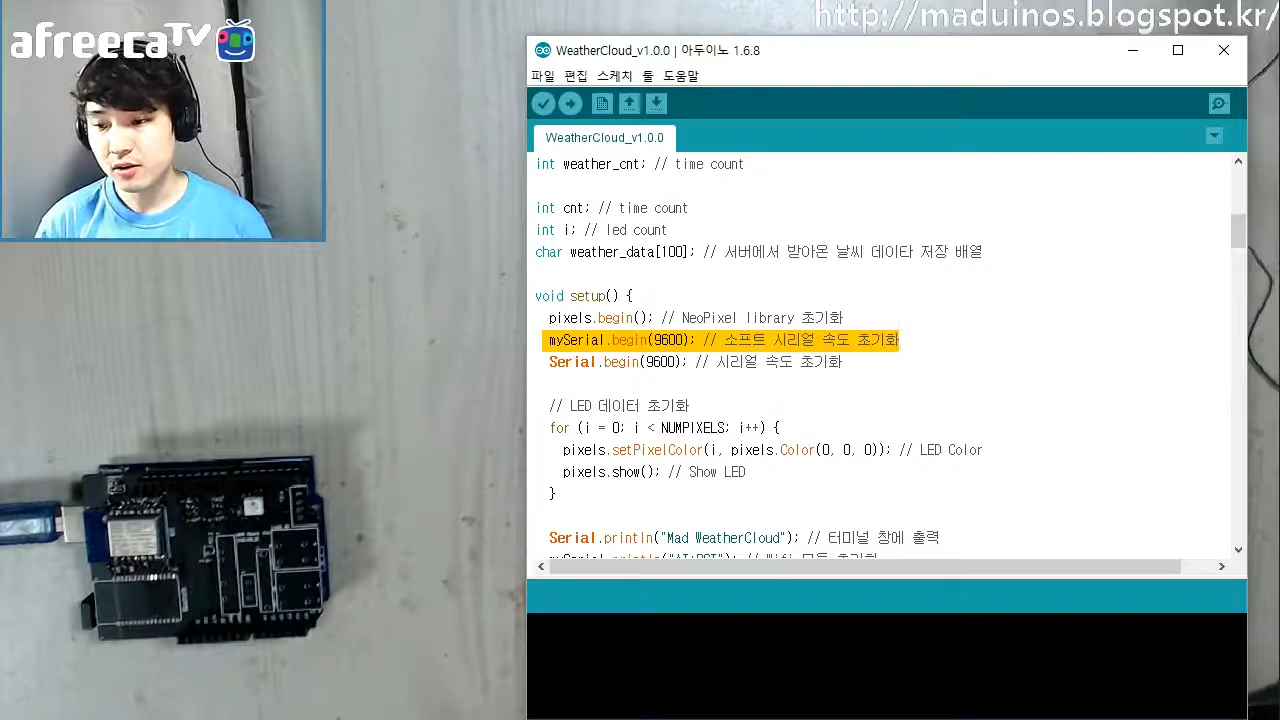 afreecaTV
http://maduinos.blogspot.kr/
WeatherCloud_v1.0.0 | 아두이노 1.6.8
파일 편집 스케치 툴 도움말
WeatherCloud_v1.0.0
int weather_cnt; // time count
int cnt; // time count
int i; // led count
char weather_data[100]; // 서버에서 방아온 날씨 데이타 저장 배열
void setup() {
pixels.begin(); // NeoPixel library 초기화
mySerial.begin(9600); // 소프트 시리얼 속도 초기화
Serial.begin(9600); // 시리얼 속도 초기화
// LED 데이터 초기화
for (i = 0; i < NUMPIXELS; i++) {
pixels.setPixelColor(i, pixels.Color(0, 0, 0)); // LED Color
pixels.show(); // Show LED
}
Serial.println("Mad WeatherCloud"); // 터미널 창에 출력